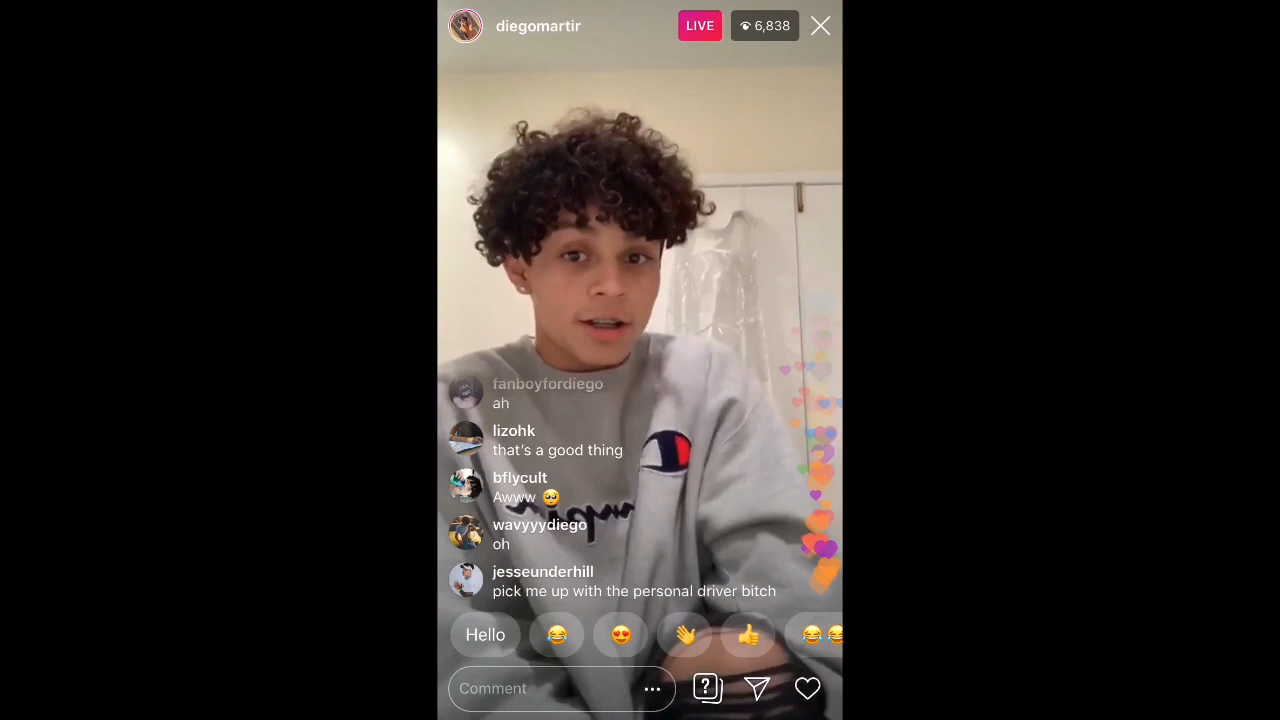 diegomartir
LIVE
6,838
fanboyfordiego
ah
lizohk
that's a good thing
bflycult
Awww 🥺
wavyyydiego
oh
jesseunderhill
pick me up with the personal driver bitch
Hello
Comment